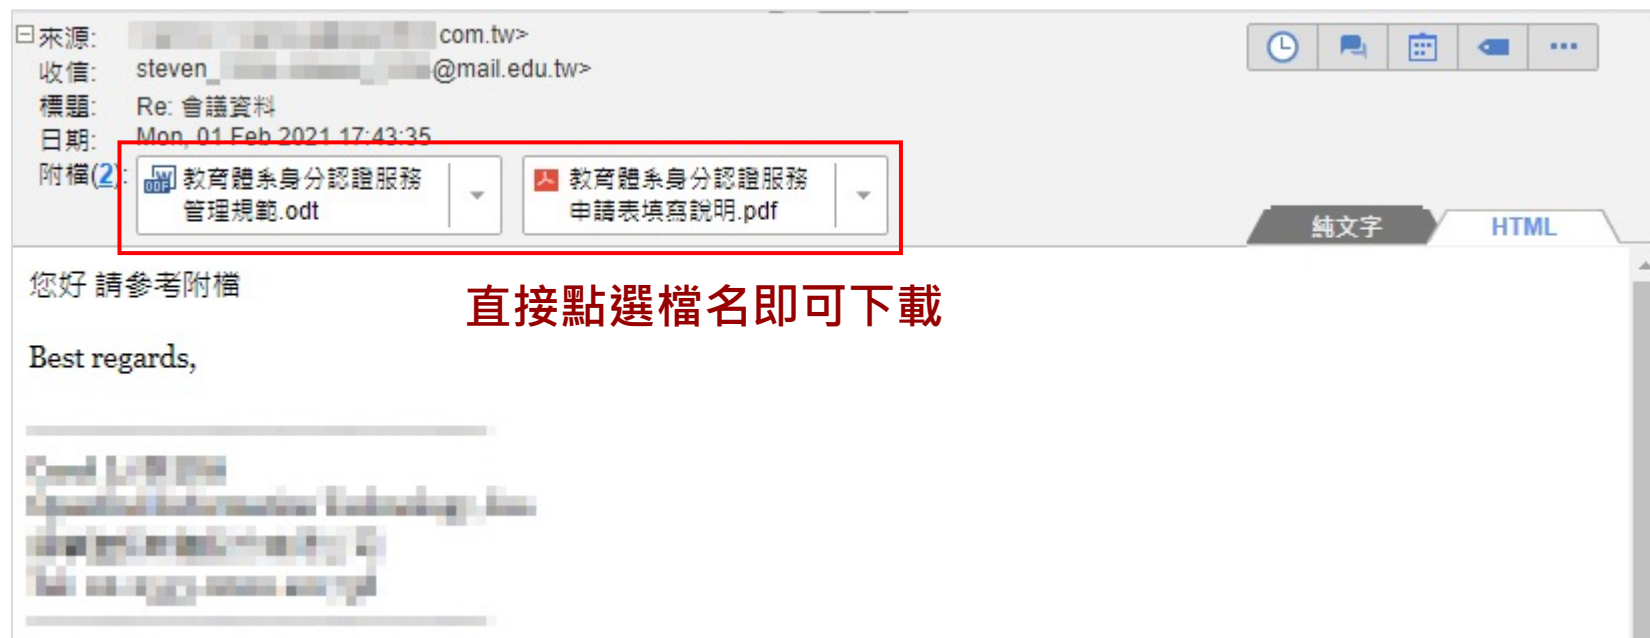 來源: com.tw>
收信: steven_ @mail.edu.tw>
標題: Re: 會議資料
日期: Mon, 01 Feb 2021 17:43:35
附檔(2):
教育體系身分認證服務
管理規範.odt
教育體系身分認證服務
申請表填寫說明.pdf
純文字
HTML
您好 請參考附檔
直接點選檔名即可下載
Best regards,